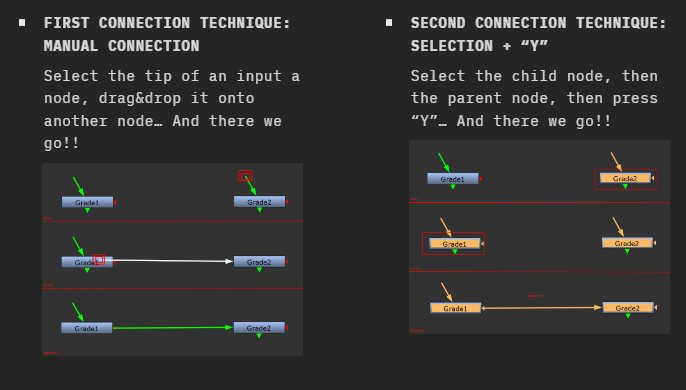 FIRST CONNECTION TECHNIQUE:
MANUAL CONNECTION
Select the tip of an input a
node, drag&drop it onto
another node… And there we
go!!
Grade1
Grade2
Grade1
Grade2
Grade1
Grade2
SECOND CONNECTION TECHNIQUE:
SELECTION + “Y”
Select the child node, then
the parent node, then press
“Y”… And there we go!!
Grade1
Grade2
Grade1
Grade2
Grade1
Grade2